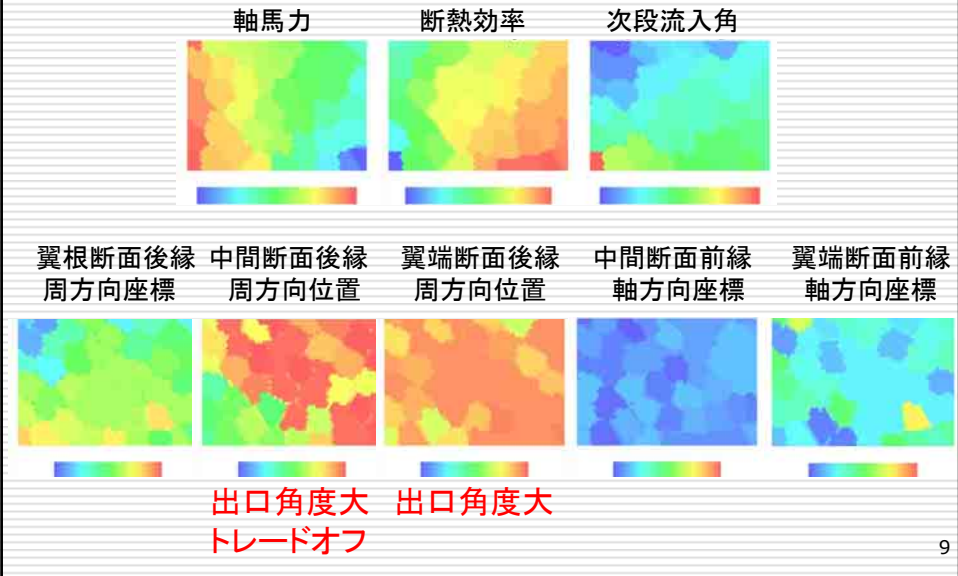 軸馬力
断熱効率
次段流入角
翼根断面後縁
周方向座標
中間断面後縁
周方向位置
翼端断面後縁
周方向位置
中間断面前縁
軸方向座標
翼端断面前縁
軸方向座標
出口角度大
トレードオフ
出口角度大
9